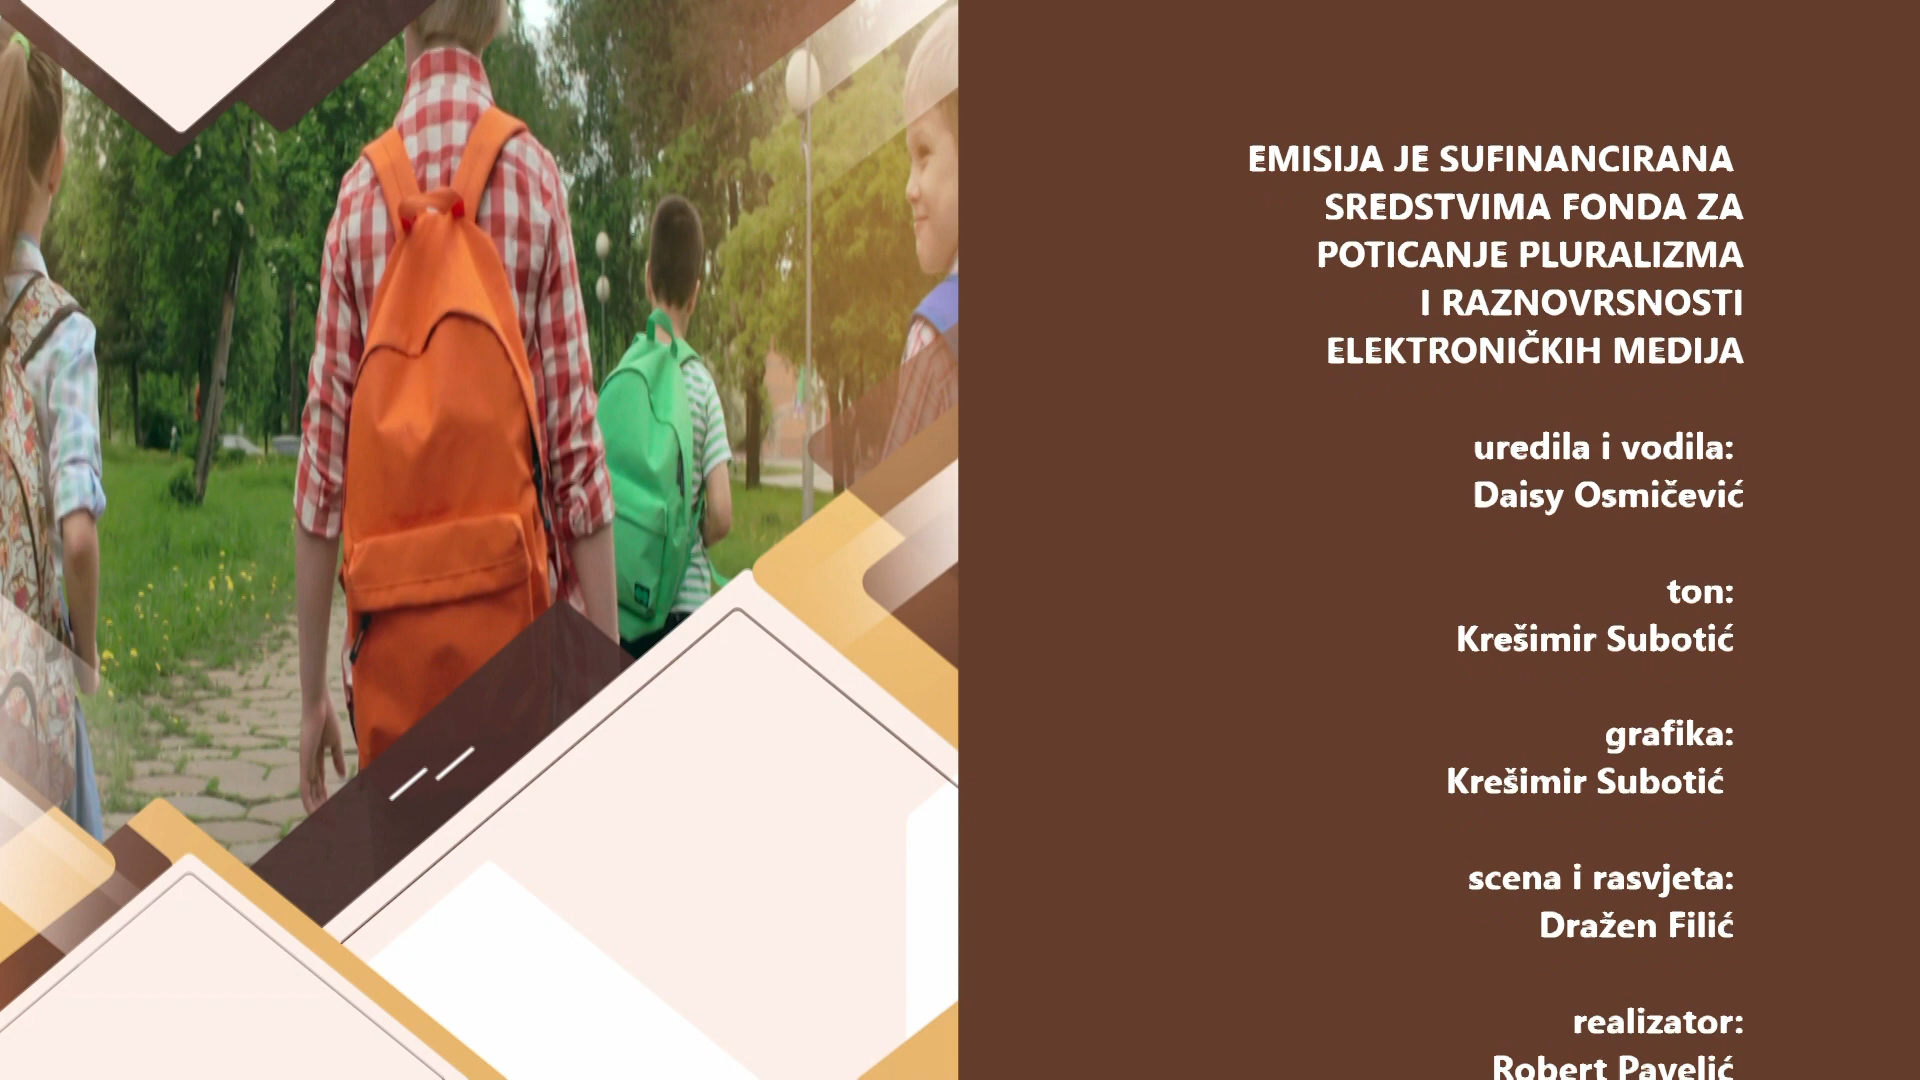 EMISIJA JE SUFINANCIRANA
SREDSTVIMA FONDA ZA
POTICANJE PLURALIZMA
I RAZNOVRSNOSTI
ELEKTRONIČKIH MEDIJA
uredila i vodila:
Daisy Osmičević
ton:
Krešimir Subotić
grafika:
Krešimir Subotić
scena i rasvjeta:
Dražen Filić
realizator:
Robert Pavelić